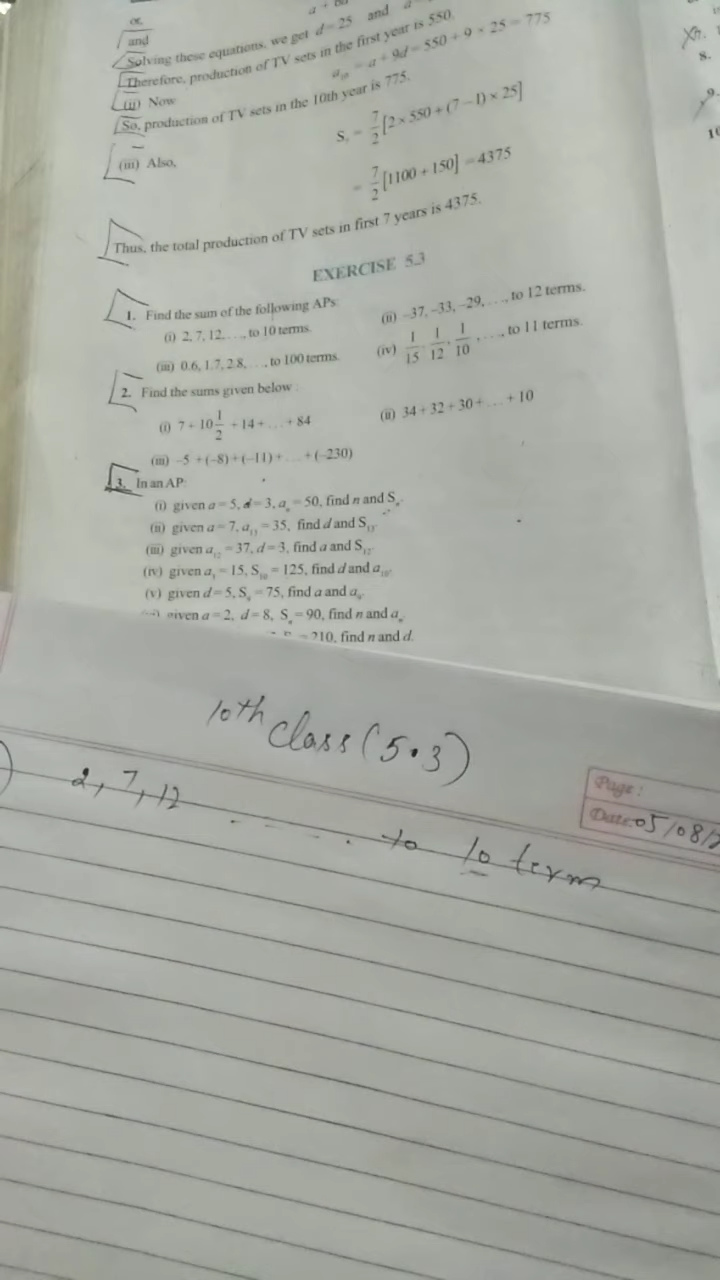 or,
and
Solving these equations, we get d = 25 and a
Therefore, production of TV sets in the first year is 550.
(ii) Now a₁₀ = a + 9d = 550 + 9 × 25 = 775
So, production of TV sets in the 10th year is 775.
(iii) Also, S₇ = 7/2 [2 × 550 + (7 – 1) × 25]
= 7/2 [1100 + 150] = 4375
Thus, the total production of TV sets in first 7 years is 4375.
EXERCISE 5.3
1. Find the sum of the following APs:
(i) 2, 7, 12, . . ., to 10 terms. (ii) –37, –33, –29, . . ., to 12 terms.
(iii) 0.6, 1.7, 2.8, . . ., to 100 terms. (iv) 1/15, 1/12, 1/10, . . ., to 11 terms.
2. Find the sums given below :
(i) 7 + 10 1/2 + 14 + . . . + 84 (ii) 34 + 32 + 30 + . . . + 10
(iii) –5 + (–8) + (–11) + . . . + (–230)
3. In an AP:
(i) given a = 5, d = 3, aₙ = 50, find n and Sₙ.
(ii) given a = 7, a₁₃ = 35, find d and S₁₃.
(iii) given a₁₂ = 37, d = 3, find a and S₁₂.
(iv) given a₃ = 15, S₁₀ = 125, find d and a₁₀.
(v) given d = 5, S₉ = 75, find a and a₉.
given a = 2, d = 8, Sₙ = 90, find n and aₙ
= 210, find n and d.
8.
9.
10
10th class (5.3)
Page:
Date: 05/08/2
2, 7, 12 . . . . . . to 10 term